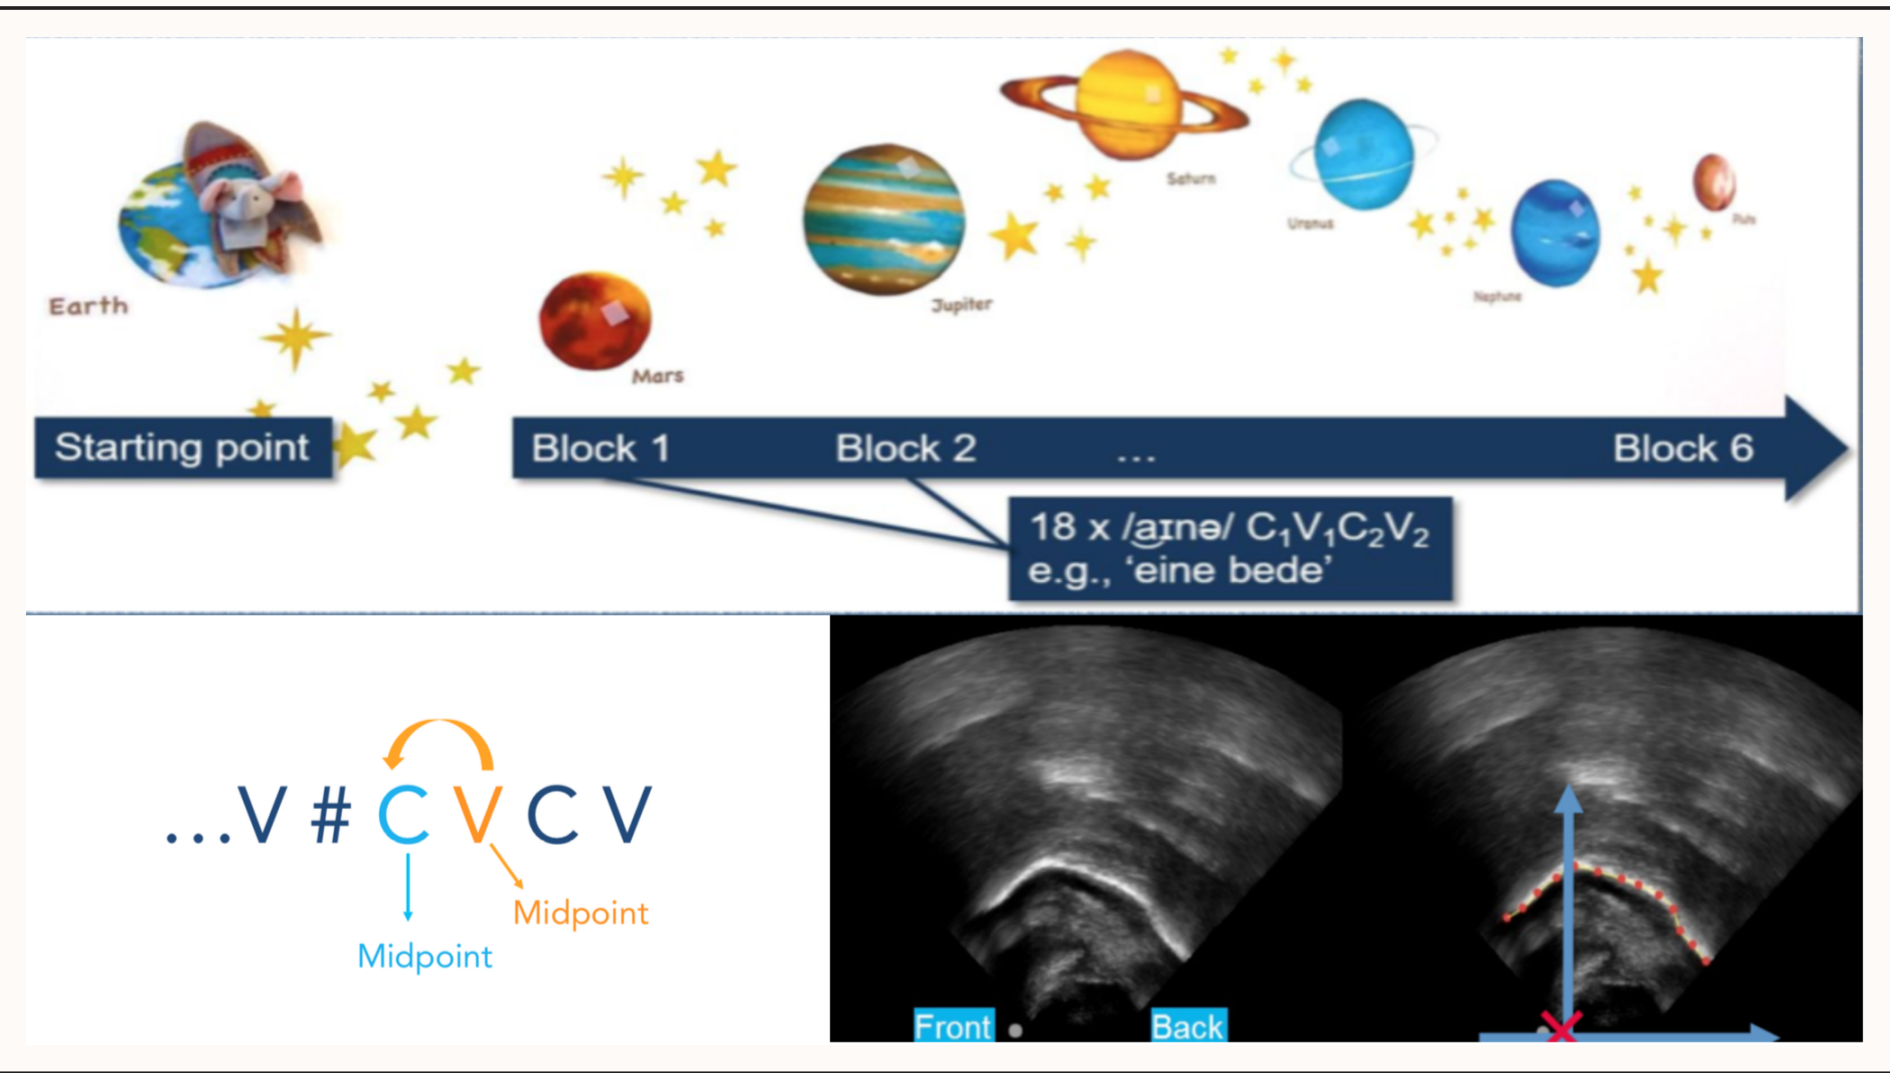 Saturn
Uranus
Earth
Jupiter
Neptune
Mars
Starting point
Block 1
Block 2
...
Block 6
18 x /aɪnə/ C₁V₁C₂V₂
e.g., ‘eine bede’
...V # C V C V
Midpoint
Midpoint
Front
Back